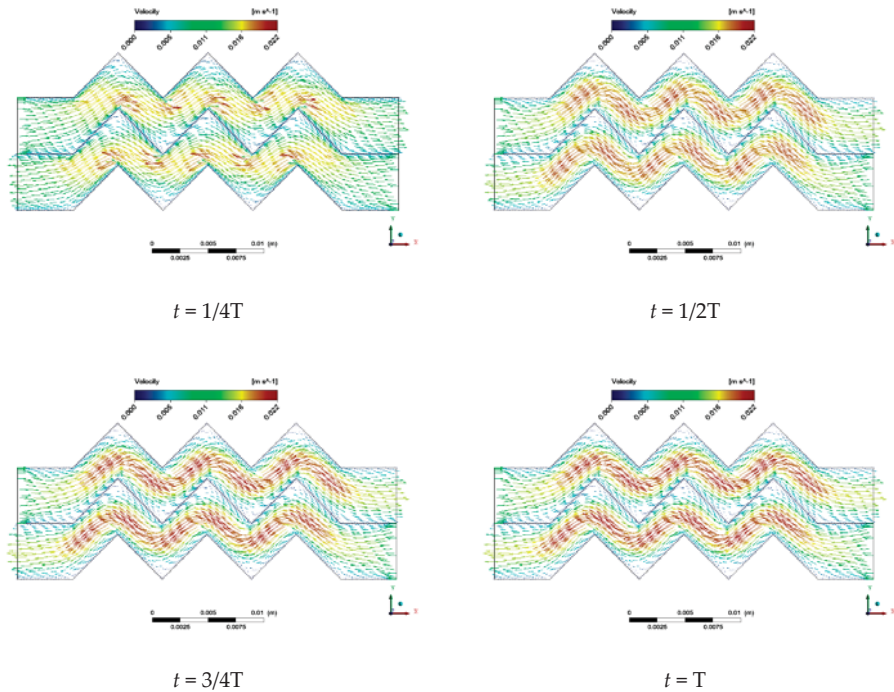 Velocity [m s^-1]
0.000 0.005 0.011 0.016 0.022
0 0.005 0.01 (m)
0.0025 0.0075
Y
X
t = 1/4T
Velocity [m s^-1]
0.000 0.005 0.011 0.016 0.022
0 0.005 0.01 (m)
0.0025 0.0075
Y
X
t = 1/2T
Velocity [m s^-1]
0.000 0.005 0.011 0.016 0.022
0 0.005 0.01 (m)
0.0025 0.0075
Y
X
t = 3/4T
Velocity [m s^-1]
0.000 0.005 0.011 0.016 0.022
0 0.005 0.01 (m)
0.0025 0.0075
Y
X
t = T